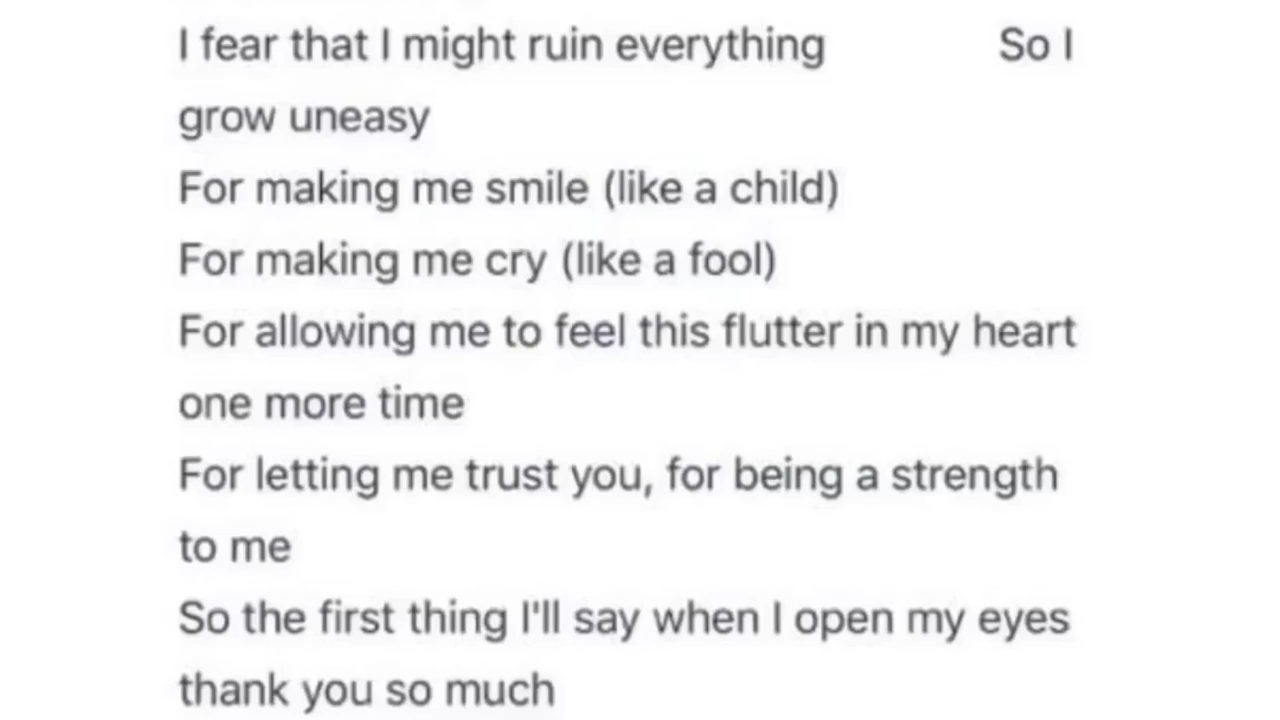 I fear that I might ruin everything So I
grow uneasy
For making me smile (like a child)
For making me cry (like a fool)
For allowing me to feel this flutter in my heart
one more time
For letting me trust you, for being a strength
to me
So the first thing I'll say when I open my eyes
thank you so much